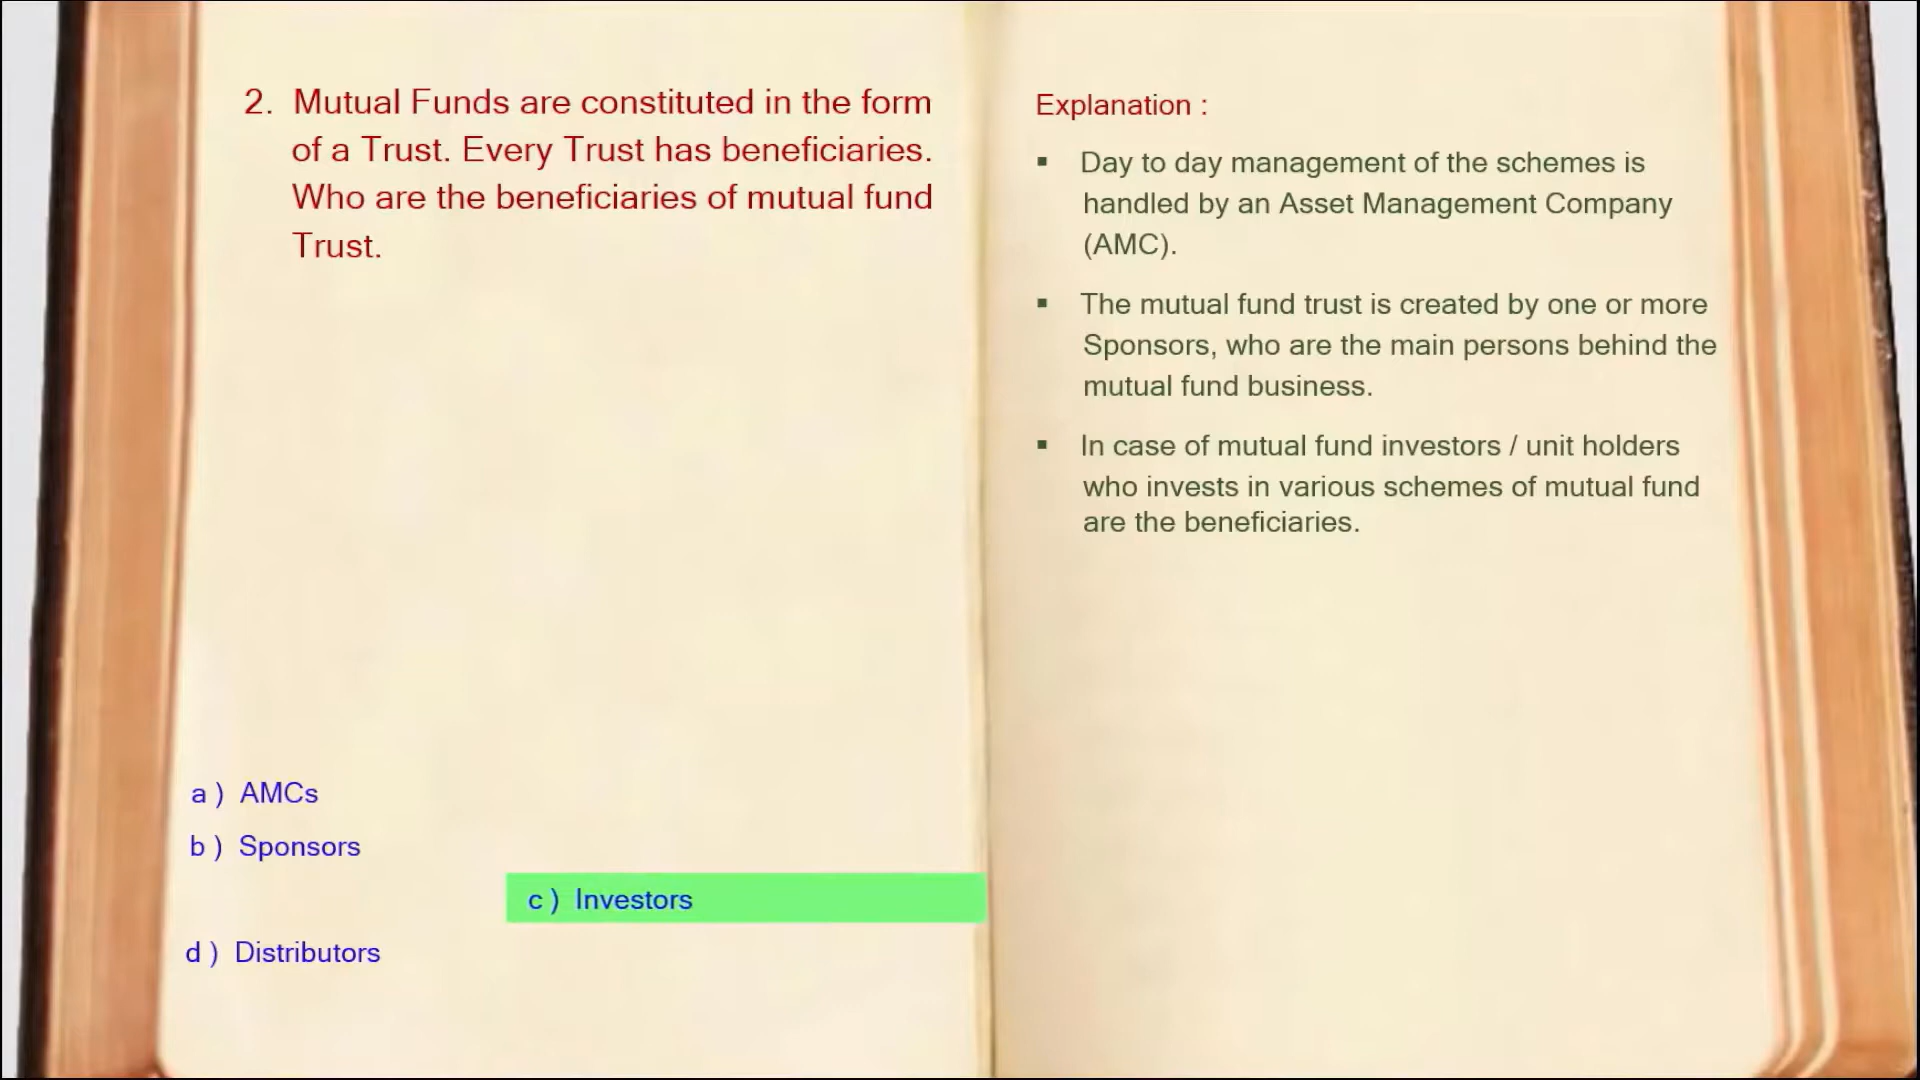 2. Mutual Funds are constituted in the form
of a Trust. Every Trust has beneficiaries.
Who are the beneficiaries of mutual fund
Trust.
a ) AMCs
b ) Sponsors
c ) Investors
d ) Distributors
Explanation :
▪ Day to day management of the schemes is
handled by an Asset Management Company
(AMC).
▪ The mutual fund trust is created by one or more
Sponsors, who are the main persons behind the
mutual fund business.
▪ In case of mutual fund investors / unit holders
who invests in various schemes of mutual fund
are the beneficiaries.